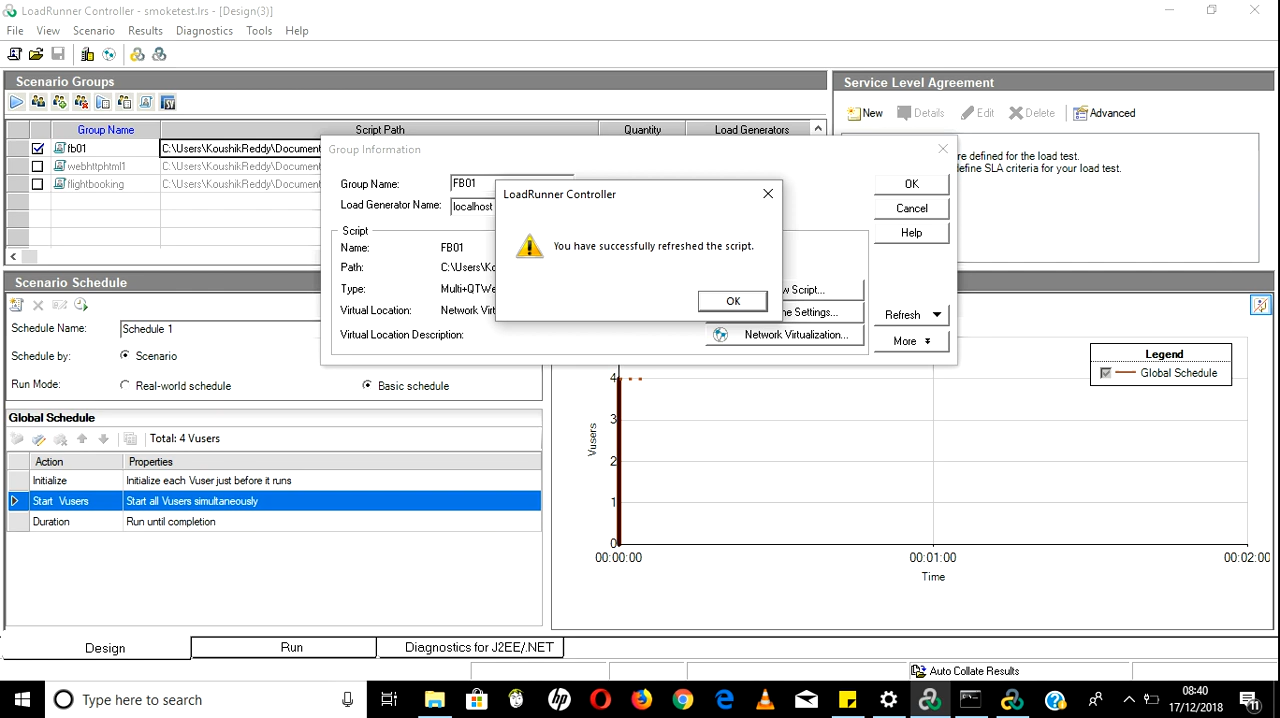 LoadRunner Controller - smoketest.lrs - [Design(3)]
File View Scenario Results Diagnostics Tools Help
Scenario Groups
Group Name Script Path Quantity Load Generators
fb01 C:\Users\KoushikReddy\Document
webhttphtml1 C:\Users\KoushikReddy\Document
flightbooking C:\Users\KoushikReddy\Document
Service Level Agreement
New Details Edit Delete Advanced
re defined for the load test.
define SLA criteria for your load test.
Group Information
Group Name: FB01
Load Generator Name: localhost
OK
Cancel
Help
Script
Name: FB01
Path: C:\Users\Ko
Type: Multi+QTWe
Virtual Location: Network Virt
Virtual Location Description:
w Script...
me Settings...
Network Virtualization...
Refresh
More
LoadRunner Controller
You have successfully refreshed the script.
OK
Scenario Schedule
Schedule Name: Schedule 1
Schedule by: Scenario
Run Mode: Real-world schedule Basic schedule
Global Schedule
Total: 4 Vusers
Action Properties
Initialize Initialize each Vuser just before it runs
Start Vusers Start all Vusers simultaneously
Duration Run until completion
Legend
Global Schedule
4
3
2
1
0
Vusers
00:00:00 00:01:00 00:02:00
Time
Design Run Diagnostics for J2EE/.NET
Auto Collate Results
Type here to search
08:40
17/12/2018
11